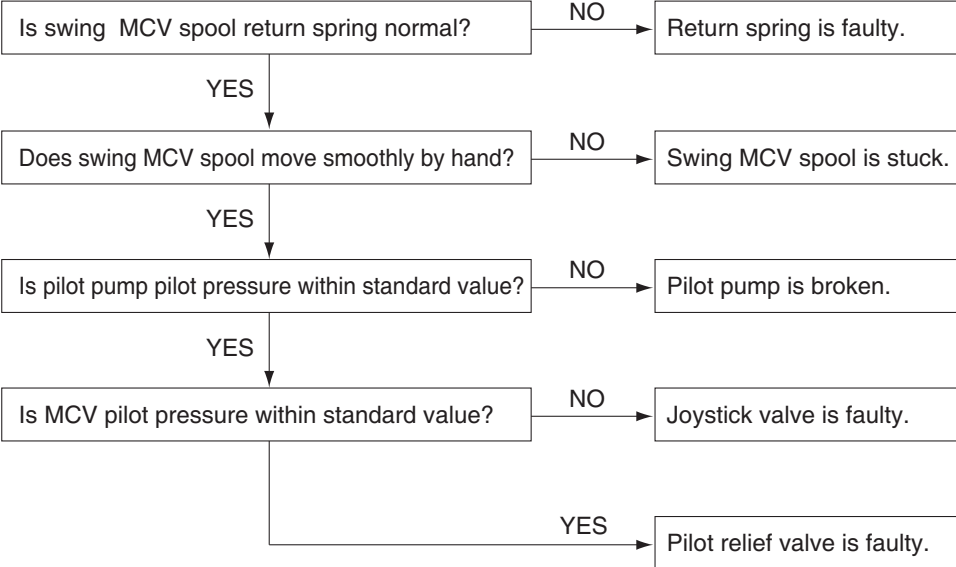 Is swing MCV spool return spring normal?
NO
Return spring is faulty.
YES
Does swing MCV spool move smoothly by hand?
NO
Swing MCV spool is stuck.
YES
Is pilot pump pilot pressure within standard value?
NO
Pilot pump is broken.
YES
Is MCV pilot pressure within standard value?
NO
Joystick valve is faulty.
YES
Pilot relief valve is faulty.